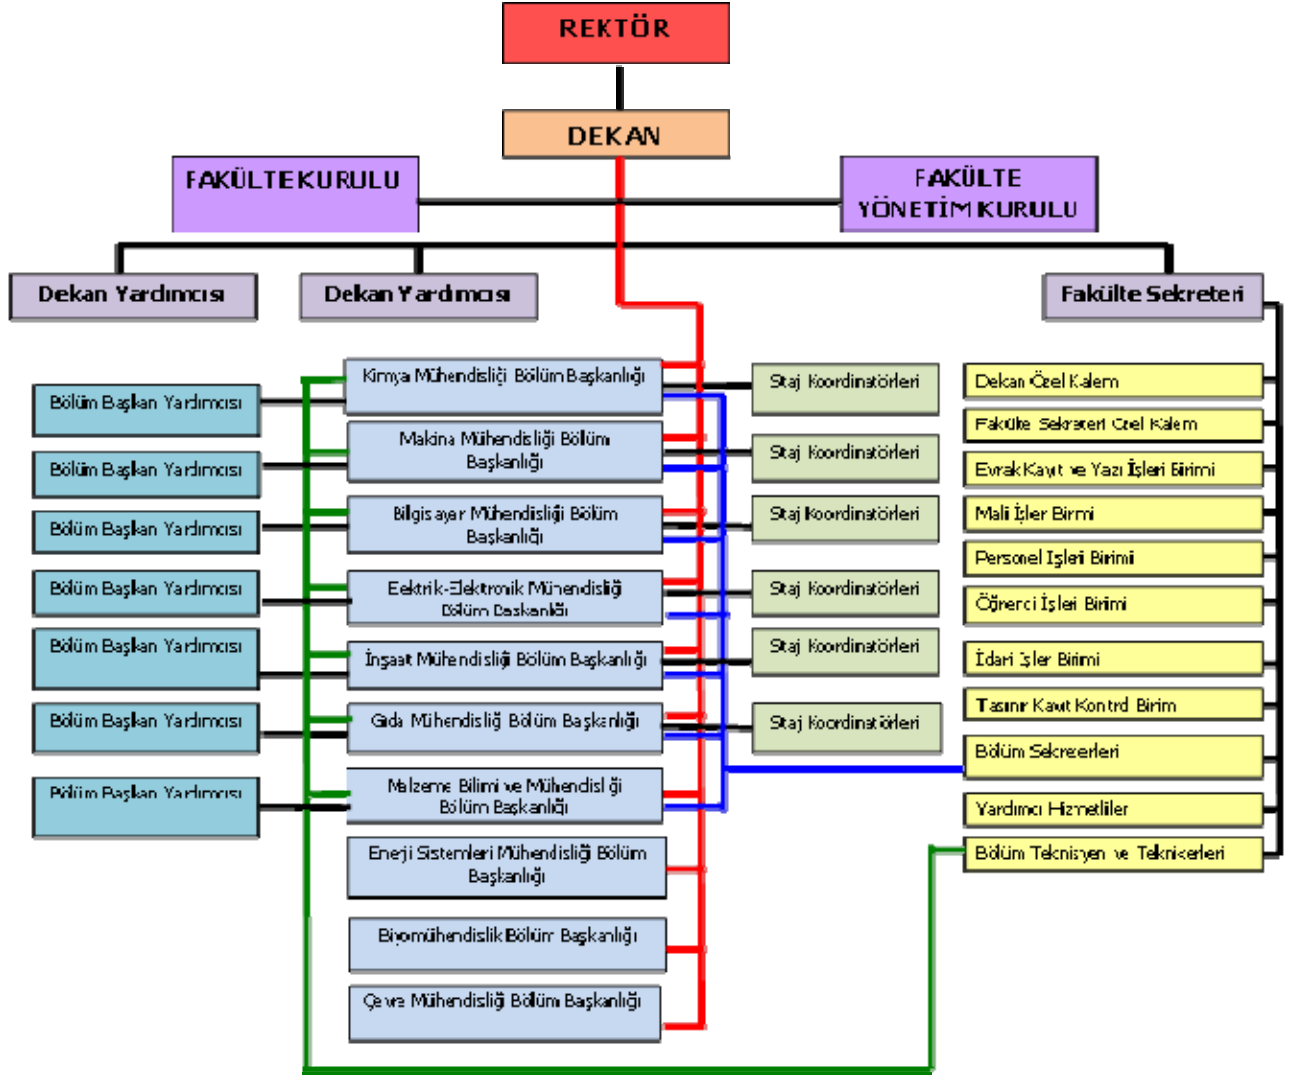 REKTÖR
DEKAN
FAKÜLTE KURULU
FAKÜLTE
YÖNETİM KURULU
Dekan Yardımcısı
Dekan Yardımcısı
Fakülte Sekreteri
Kimya Mühendisliği Bölüm Başkanlığı
Makina Mühendisliği Bölüm
Başkanlığı
Bilgisayar Mühendisliği Bölüm
Başkanlığı
Elektrik-Elektronik Mühendisliği
Bölüm Başkanlığı
İnşaat Mühendisliği Bölüm Başkanlığı
Gıda Mühendisliği Bölüm Başkanlığı
Malzeme Bilimi ve Mühendisliği
Bölüm Başkanlığı
Enerji Sistemleri Mühendisliği Bölüm
Başkanlığı
Biyomühendislik Bölüm Başkanlığı
Çevre Mühendisliği Bölüm Başkanlığı
Bölüm Başkan Yardımcısı
Bölüm Başkan Yardımcısı
Bölüm Başkan Yardımcısı
Bölüm Başkan Yardımcısı
Bölüm Başkan Yardımcısı
Bölüm Başkan Yardımcısı
Bölüm Başkan Yardımcısı
Staj Koordinatörleri
Staj Koordinatörleri
Staj Koordinatörleri
Staj Koordinatörleri
Staj Koordinatörleri
Staj Koordinatörleri
Dekan Özel Kalem
Fakülte Sekreteri Özel Kalem
Evrak Kayıt ve Yazı İşleri Birimi
Mali İşler Birmi
Personel İşleri Birimi
Öğrenci İşleri Birimi
İdari İşler Birimi
Taşınır Kayıt Kontrol Birim
Bölüm Sekreterleri
Yardımcı Hizmetliler
Bölüm Teknisyen ve Teknikerleri